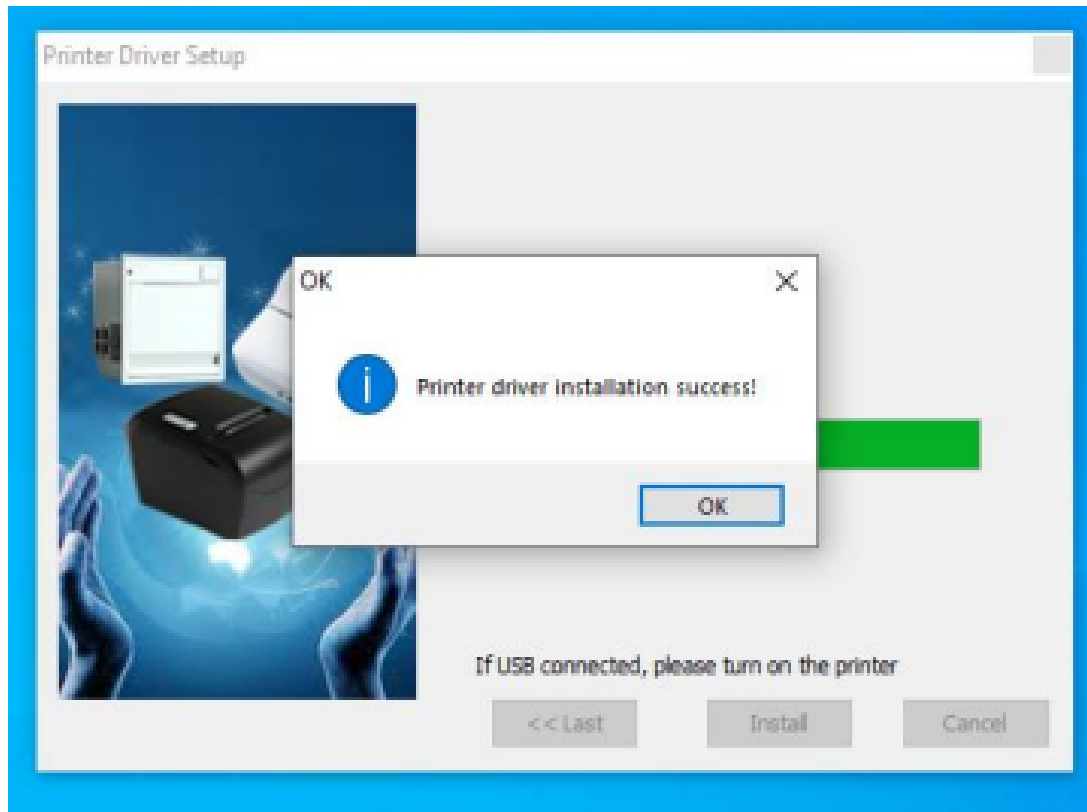 Printer Driver Setup
OK
Printer driver installation success!
OK
If USB connected, please turn on the printer
<< Last
Install
Cancel